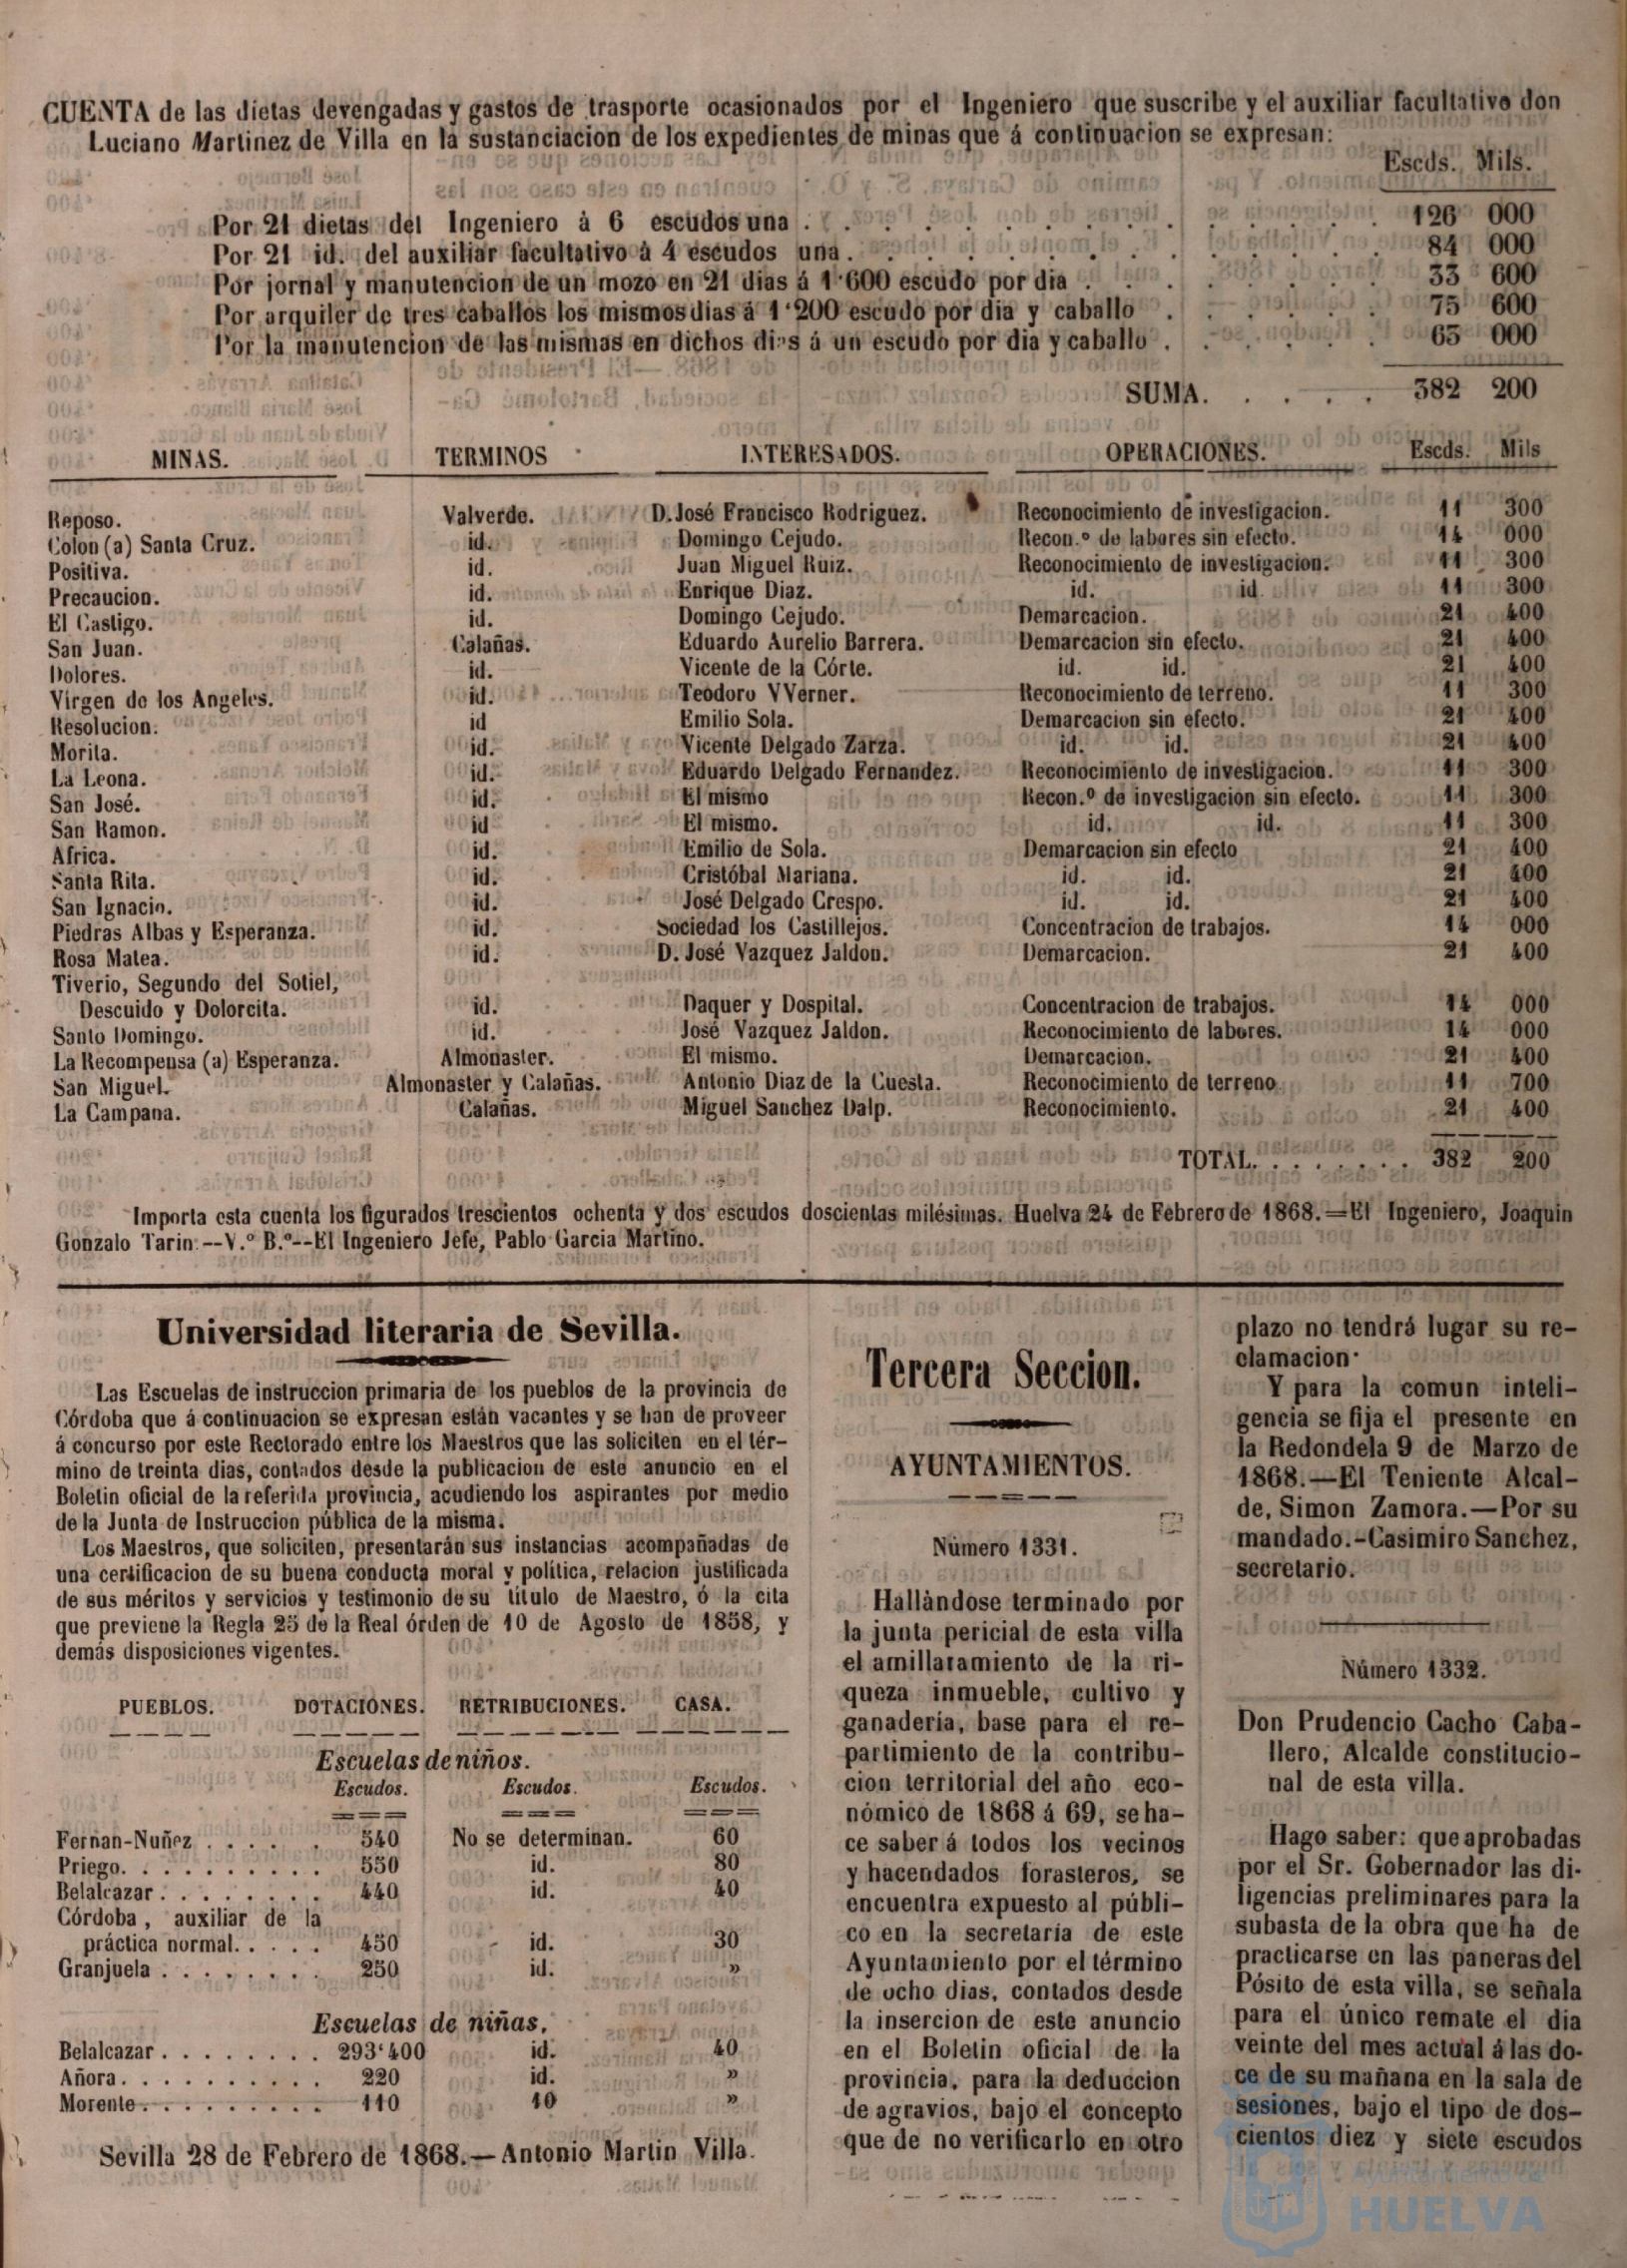 CUENTA de las dietas devengadas y gastos de trasporte ocasionados por el Ingeniero que suscribe y el auxiliar facultativo don
Luciano Martinez de Villa en la sustanciacion de los expedientes de minas que á continuacion se expresan:
Escds. Mils.
Por 21 dietas del Ingeniero à 6 escudos una . . . . . . . . . . 126 000
Por 21 id. del auxiliar facultativo à 4 escudos una . . . . . . . . . 84 000
Por jornal y manutencion de un mozo en 21 dias á 1'600 escudo por dia . . . . . 33 600
Por arquiler de tres caballos los mismos dias á 1'200 escudo por dia y caballo . . . . . 75 600
Por la manutencion de las mismas en dichos dias á un escudo por dia y caballo . . . . . 63 000
SUMA. . . . . . 382 200
MINAS. TERMINOS INTERESADOS. OPERACIONES. Escds. Mils
Reposo. Valverde. D. José Francisco Rodriguez. Reconocimiento de investigacion. 11 300
Colon (a) Santa Cruz. id. Domingo Cejudo. Recon.º de labores sin efecto. 14 000
Positiva. id. Juan Miguel Ruiz. Reconocimiento de investigacion. 11 300
Precaucion. id. Enrique Diaz. id. id. 11 300
El Castigo. id. Domingo Cejudo. Demarcacion. 21 400
San Juan. Calañas. Eduardo Aurelio Barrera. Demarcacion sin efecto. 21 400
Dolores. id. Vicente de la Córte. id. id. 21 400
Virgen de los Angeles. id. Teodoro VVerner. Reconocimiento de terreno. 11 300
Resolucion. id Emilio Sola. Demarcacion sin efecto. 21 400
Morita. id. Vicente Delgado Zarza. id. id. 21 400
La Leona. id. Eduardo Delgado Fernandez. Reconocimiento de investigacion. 11 300
San José. id. El mismo Recon.º de investigacion sin efecto. 11 300
San Ramon. id El mismo. id. id. 11 300
Africa. id. Emilio de Sola. Demarcacion sin efecto 21 400
Santa Rita. id. Cristóbal Mariana. id. id. 21 400
San Ignacio. id. José Delgado Crespo. id. id. 21 400
Piedras Albas y Esperanza. id. Sociedad los Castillejos. Concentracion de trabajos. 14 000
Rosa Matea. id. D. José Vazquez Jaldon. Demarcacion. 21 400
Tiverio, Segundo del Sotiel,
Descuido y Dolorcita. id. Daquer y Dospital. Concentracion de trabajos. 14 000
Santo Domingo. id. José Vazquez Jaldon. Reconocimiento de labores. 14 000
La Recompensa (a) Esperanza. Almonaster. El mismo. Demarcacion. 21 400
San Miguel. Almonaster y Calañas. Antonio Diaz de la Cuesta. Reconocimiento de terreno 11 700
La Campana. Calañas. Miguel Sanchez Dalp. Reconocimiento. 21 400
TOTAL. . . . . . . . 382 200
Importa esta cuenta los figurados trescientos ochenta y dos escudos doscientas milésimas. Huelva 24 de Febrero de 1868.—El Ingeniero, Joaquin
Gonzalo Tarin.--V.º B.º--El Ingeniero Jefe, Pablo Garcia Martino.
Universidad literaria de Sevilla.
Las Escuelas de instruccion primaria de los pueblos de la provincia de
Córdoba que á continuacion se expresan están vacantes y se han de proveer
á concurso por este Rectorado entre los Maestros que las soliciten en el tér-
mino de treinta dias, contados desde la publicacion de este anuncio en el
Boletin oficial de la referida provincia, acudiendo los aspirantes por medio
de la Junta de Instruccion pública de la misma.
Los Maestros, que soliciten, presentarán sus instancias acompañadas de
una certificacion de su buena conducta moral y política, relacion justificada
de sus méritos y servicios y testimonio de su título de Maestro, ó la cita
que previene la Regla 25 de la Real órden de 10 de Agosto de 1858, y
demás disposiciones vigentes.
PUEBLOS. DOTACIONES. RETRIBUCIONES. CASA.
Escuelas de niños.
Escudos. Escudos. Escudos.
Fernan-Nuñez . . . . . 540 No se determinan. 60
Priego. . . . . . . . . . 550 id. 80
Belalcazar . . . . . . . . 440 id. 40
Córdoba , auxiliar de la
práctica normal. . . . . 450 id. 30
Granjuela . . . . . . . . 250 id. »
Escuelas de niñas.
Belalcazar . . . . . . . . 293'400 id. 40
Añora. . . . . . . . . . 220 id. »
Morente. . . . . . . . . 110 10 »
Sevilla 28 de Febrero de 1868.—Antonio Martin Villa.
Tercera Seccion.
AYUNTAMIENTOS.
Número 1331.
Hallàndose terminado por
la junta pericial de esta villa
el amillaramiento de la ri-
queza inmueble, cultivo y
ganadería, base para el re-
partimiento de la contribu-
cion territorial del año eco-
nómico de 1868 á 69, se ha-
ce saber á todos los vecinos
y hacendados forasteros, se
encuentra expuesto al públi-
co en la secretaría de este
Ayuntamiento por el término
de ocho dias, contados desde
la insercion de este anuncio
en el Boletin oficial de la
provincia, para la deduccion
de agravios, bajo el concepto
que de no verificarlo en otro
plazo no tendrá lugar su re-
clamacion.
Y para la comun inteli-
gencia se fija el presente en
la Redondela 9 de Marzo de
1868.—El Teniente Alcal-
de, Simon Zamora.—Por su
mandado.-Casimiro Sanchez,
secretario.
Número 1332.
Don Prudencio Cacho Caba-
llero, Alcalde constitucio-
nal de esta villa.
Hago saber: que aprobadas
por el Sr. Gobernador las di-
ligencias preliminares para la
subasta de la obra que ha de
practicarse en las paneras del
Pósito de esta villa, se señala
para el único remate el dia
veinte del mes actual á las do-
ce de su mañana en la sala de
sesiones, bajo el tipo de dos-
cientos diez y siete escudos
HUELVA